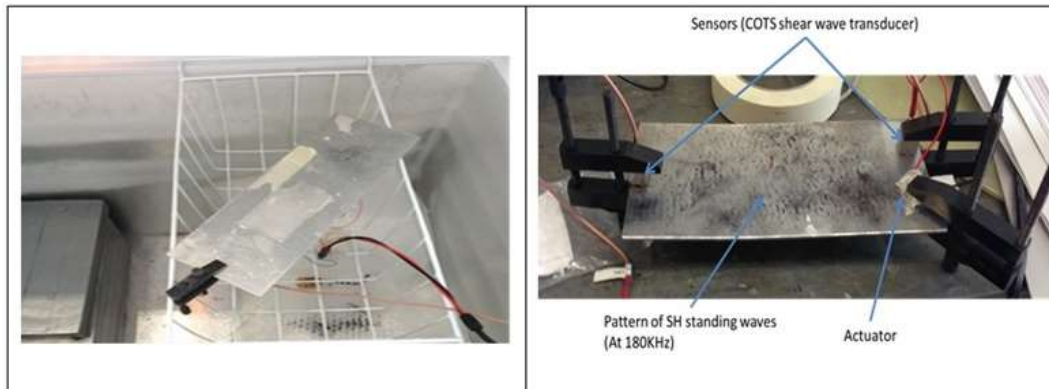 Sensors (COTS shear wave transducer)
Pattern of SH standing waves
(At 180KHz)
Actuator